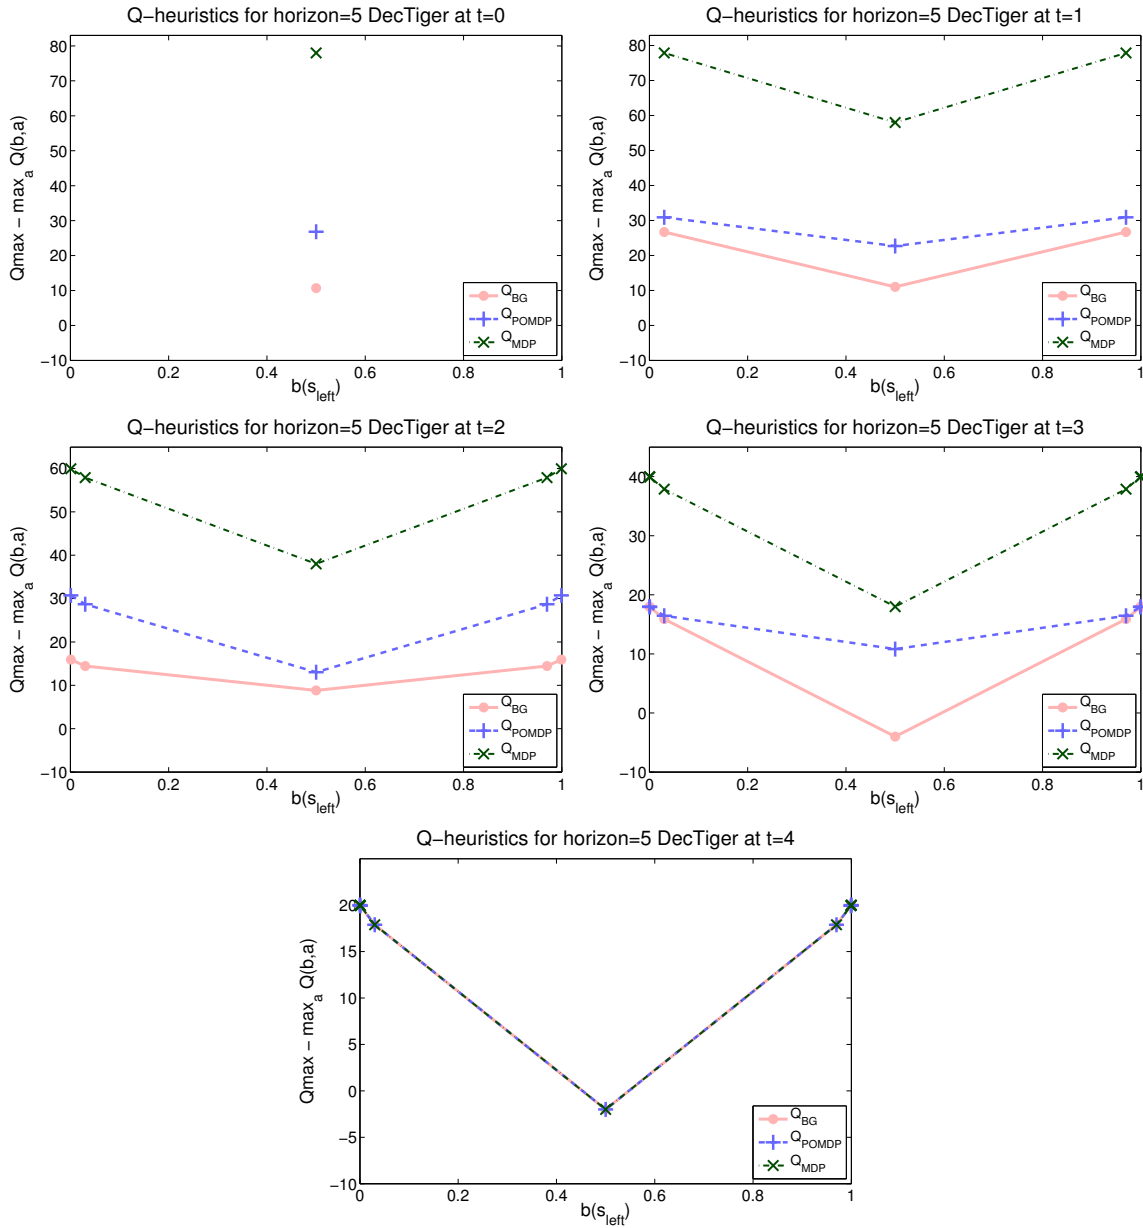 Q−heuristics for horizon=5 DecTiger at t=0
80
70
60
50
40
30
20
10
0
−10
0
0.2
0.4
0.6
0.8
1
Qmax − max_a Q(b,a)
b(s_left)
Q_BG
Q_POMDP
Q_MDP
Q−heuristics for horizon=5 DecTiger at t=1
80
70
60
50
40
30
20
10
0
−10
0
0.2
0.4
0.6
0.8
1
Qmax − max_a Q(b,a)
b(s_left)
Q_BG
Q_POMDP
Q_MDP
Q−heuristics for horizon=5 DecTiger at t=2
60
50
40
30
20
10
0
−10
0
0.2
0.4
0.6
0.8
1
Qmax − max_a Q(b,a)
b(s_left)
Q_BG
Q_POMDP
Q_MDP
Q−heuristics for horizon=5 DecTiger at t=3
40
30
20
10
0
−10
0
0.2
0.4
0.6
0.8
1
Qmax − max_a Q(b,a)
b(s_left)
Q_BG
Q_POMDP
Q_MDP
Q−heuristics for horizon=5 DecTiger at t=4
20
15
10
5
0
−5
−10
0
0.2
0.4
0.6
0.8
1
Qmax − max_a Q(b,a)
b(s_left)
Q_BG
Q_POMDP
Q_MDP